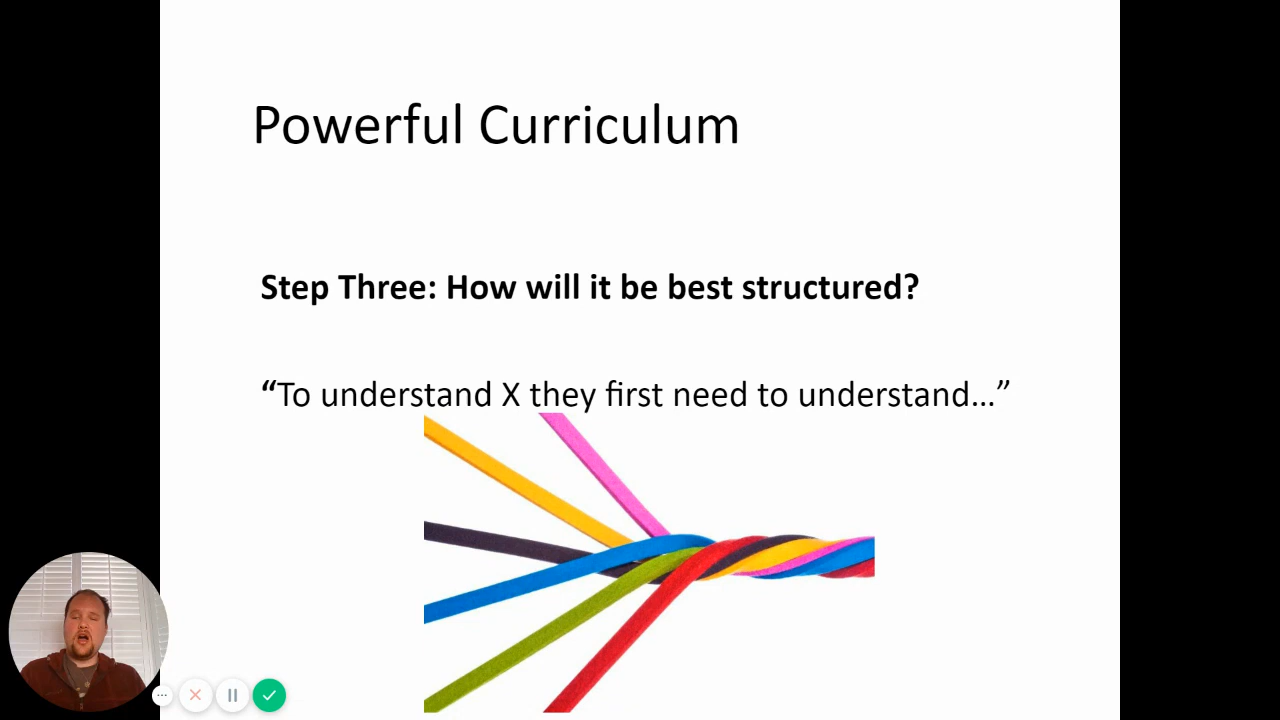 Powerful Curriculum
Step Three: How will it be best structured?
“To understand X they first need to understand…”